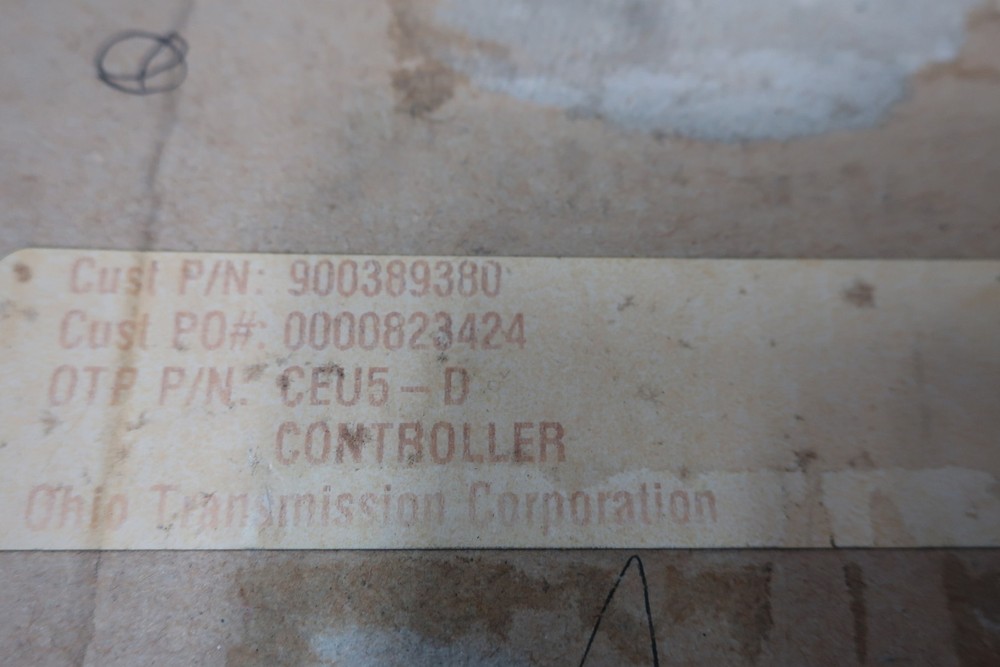 Cust P/N: 900389380
Cust PO#: 0000823424
OTP P/N: CEU5-D
CONTROLLER
Ohio Transmission Corporation